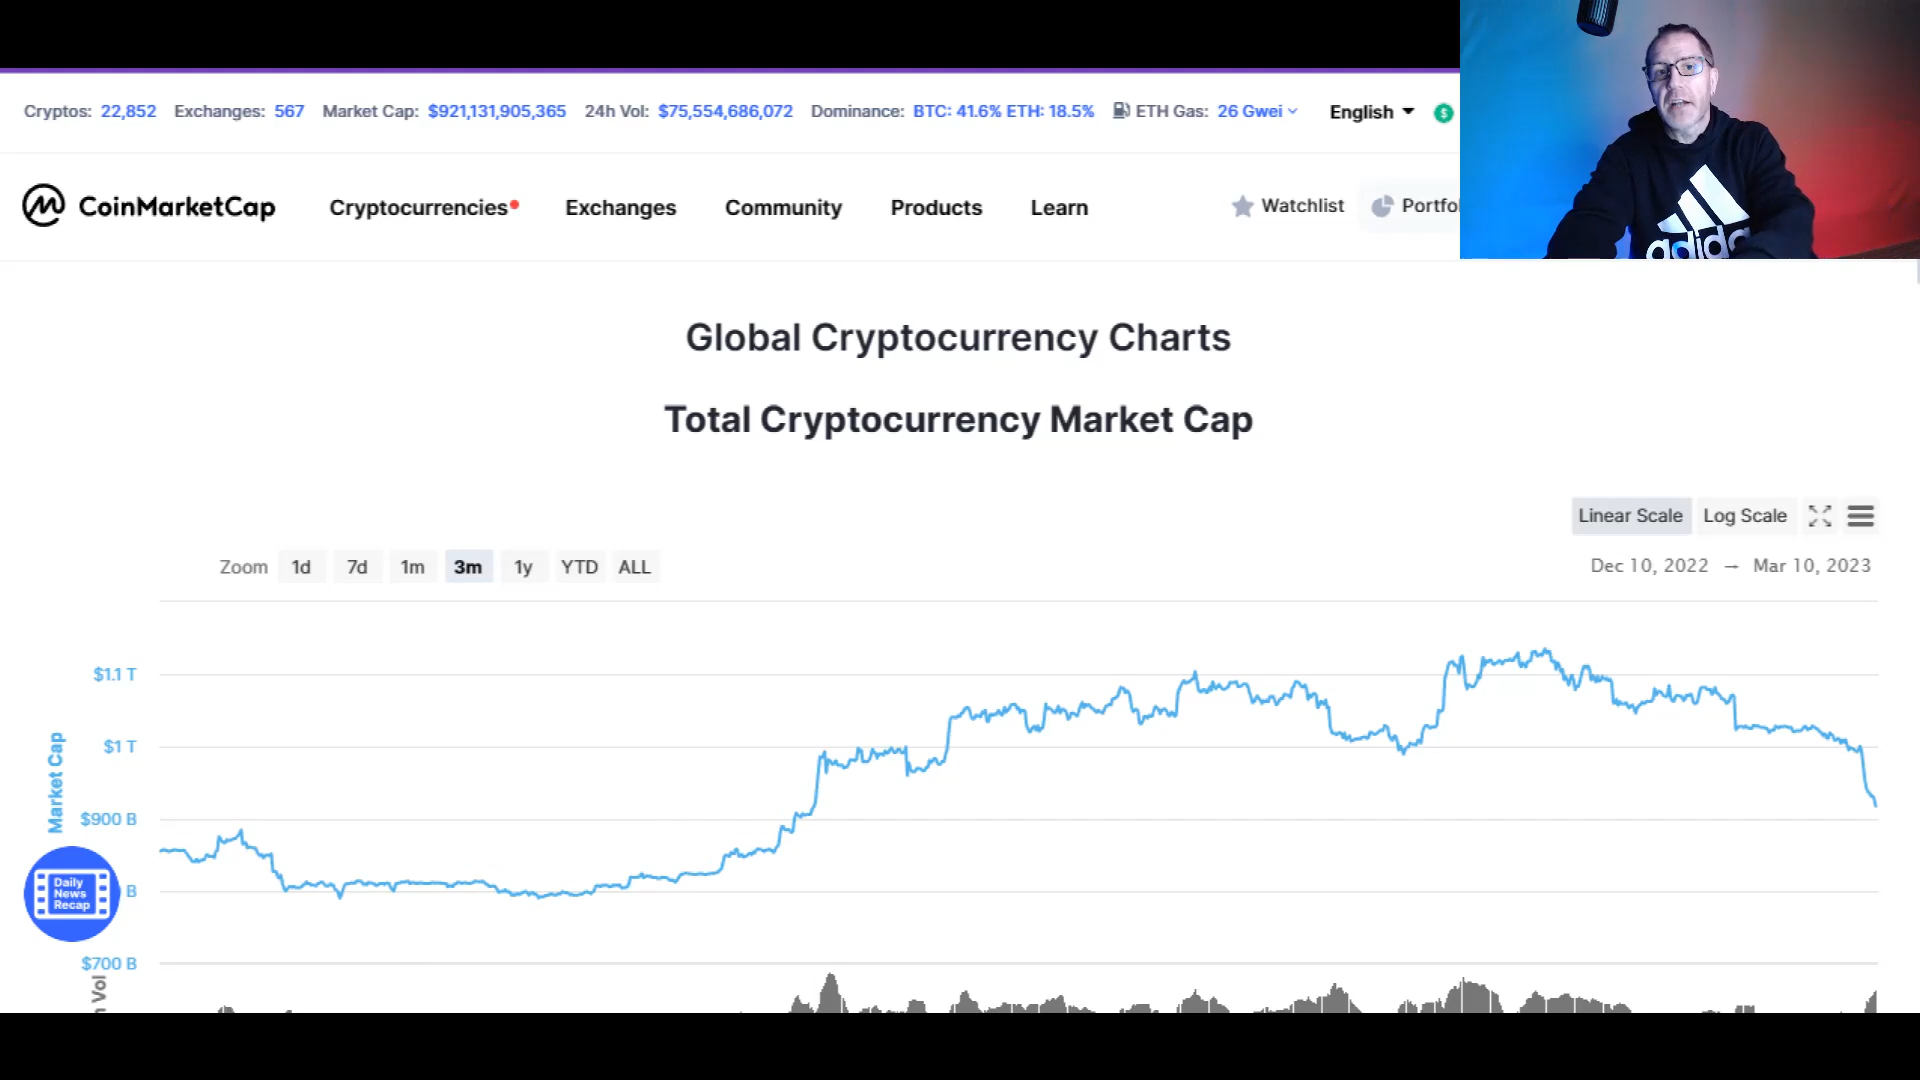 Cryptos: 22,852 Exchanges: 567 Market Cap: $921,131,905,365 24h Vol: $75,554,686,072 Dominance: BTC: 41.6% ETH: 18.5% ETH Gas: 26 Gwei English $
CoinMarketCap Cryptocurrencies Exchanges Community Products Learn Watchlist Portfol
adidas
Global Cryptocurrency Charts
Total Cryptocurrency Market Cap
Linear Scale Log Scale
Zoom 1d 7d 1m 3m 1y YTD ALL Dec 10, 2022 → Mar 10, 2023
$1.1 T
$1 T
Market Cap
$900 B
Daily
News
Recap
B
$700 B
Vol